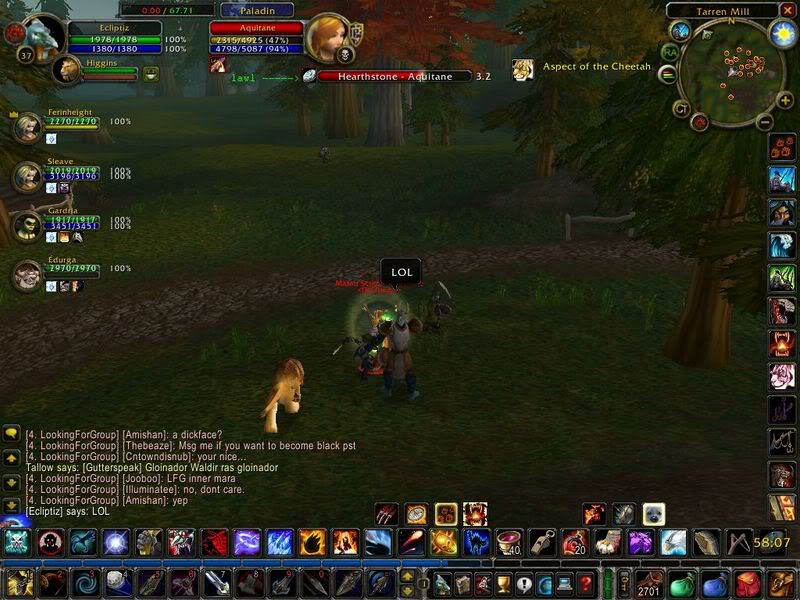 0.00 / 67.71
Paladin
Tarren Mill
N
Ecliptiz
1978/1978 100%
1380/1380 100%
37
Higgins
Aquitane
2315/4925 (47%)
4798/5087 (94%)
lawl ----->
Hearthstone - Aquitane 3.2
Aspect of the Cheetah
RA
GT
Ferinheight
2270/2270 100%
Sleave
2019/2019 100%
3196/3196 100%
Gardria
1917/1917 100%
3451/3451 100%
Edurga
2970/2970 100%
LOL
[4. LookingForGroup] [Amishan]: a dickface?
[4. LookingForGroup] [Thebeaze]: Msg me if you want to become black pst
[4. LookingForGroup] [Cntowndisnub]: your nice...
Tallow says: [Gutterspeak] Gloinador Waldir ras gloinador
[4. LookingForGroup] [Jooboo]: LFG inner mara
[4. LookingForGroup] [Illuminatee]: no, dont care.
[4. LookingForGroup] [Amishan]: yep
[Ecliptiz] says: LOL
40
20
58:07
2701